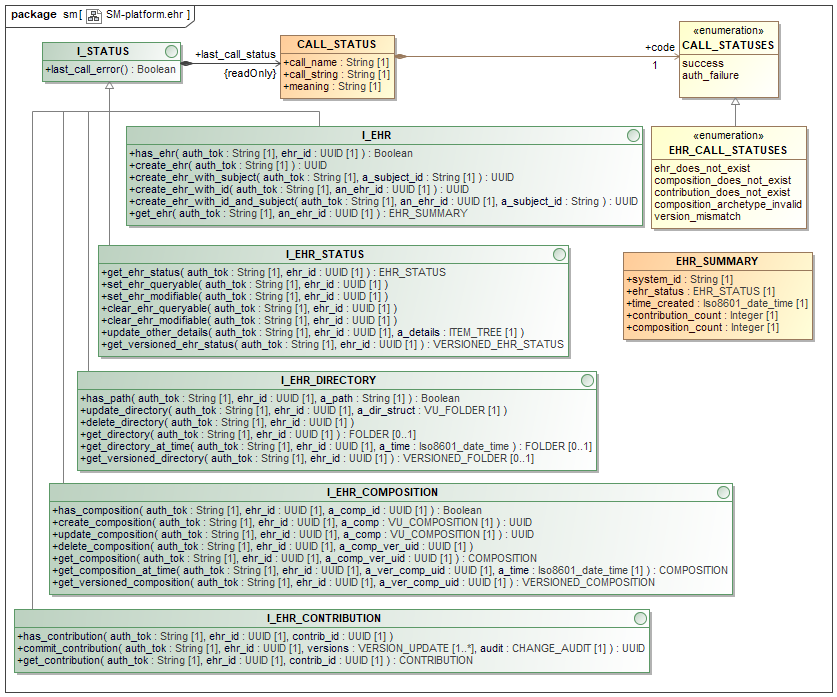 package sm[ SM-platform.ehr ]
I_STATUS
+last_call_error() : Boolean
+last_call_status
{readOnly}
CALL_STATUS
+call_name : String [1]
+call_string : String [1]
+meaning : String [1]
+code
1
«enumeration»
CALL_STATUSES
success
auth_failure
«enumeration»
EHR_CALL_STATUSES
ehr_does_not_exist
composition_does_not_exist
contribution_does_not_exist
composition_archetype_invalid
version_mismatch
I_EHR
+has_ehr( auth_tok : String [1], ehr_id : UUID [1] ) : Boolean
+create_ehr( auth_tok : String [1] ) : UUID
+create_ehr_with_subject( auth_tok : String [1], a_subject_id : String [1] ) : UUID
+create_ehr_with_id( auth_tok : String [1], an_ehr_id : UUID [1] ) : UUID
+create_ehr_with_id_and_subject( auth_tok : String [1], an_ehr_id : UUID [1], a_subject_id : String ) : UUID
+get_ehr( auth_tok : String [1], an_ehr_id : UUID [1] ) : EHR_SUMMARY
I_EHR_STATUS
+get_ehr_status( auth_tok : String [1], ehr_id : UUID [1] ) : EHR_STATUS
+set_ehr_queryable( auth_tok : String [1], ehr_id : UUID [1] )
+set_ehr_modifiable( auth_tok : String [1], ehr_id : UUID [1] )
+clear_ehr_queryable( auth_tok : String [1], ehr_id : UUID [1] )
+clear_ehr_modifiable( auth_tok : String [1], ehr_id : UUID [1] )
+update_other_details( auth_tok : String [1], ehr_id : UUID [1], a_details : ITEM_TREE [1] )
+get_versioned_ehr_status( auth_tok : String [1], ehr_id : UUID [1] ) : VERSIONED_EHR_STATUS
EHR_SUMMARY
+system_id : String [1]
+ehr_status : EHR_STATUS [1]
+time_created : Iso8601_date_time [1]
+contribution_count : Integer [1]
+composition_count : Integer [1]
I_EHR_DIRECTORY
+has_path( auth_tok : String [1], ehr_id : UUID [1], a_path : String [1] ) : Boolean
+update_directory( auth_tok : String [1], ehr_id : UUID [1], a_dir_struct : VU_FOLDER [1] )
+delete_directory( auth_tok : String [1], ehr_id : UUID [1] )
+get_directory( auth_tok : String [1], ehr_id : UUID [1] ) : FOLDER [0..1]
+get_directory_at_time( auth_tok : String [1], ehr_id : UUID [1], a_time : Iso8601_date_time ) : FOLDER [0..1]
+get_versioned_directory( auth_tok : String [1], ehr_id : UUID [1] ) : VERSIONED_FOLDER [0..1]
I_EHR_COMPOSITION
+has_composition( auth_tok : String [1], ehr_id : UUID [1], a_comp_id : UUID [1] ) : Boolean
+create_composition( auth_tok : String [1], ehr_id : UUID [1], a_comp : VU_COMPOSITION [1] ) : UUID
+update_composition( auth_tok : String [1], ehr_id : UUID [1], a_comp : VU_COMPOSITION [1] ) : UUID
+delete_composition( auth_tok : String [1], ehr_id : UUID [1], a_comp_ver_uid : UUID [1] )
+get_composition( auth_tok : String [1], ehr_id : UUID [1], a_comp_ver_uid : UUID [1] ) : COMPOSITION
+get_composition_at_time( auth_tok : String [1], ehr_id : UUID [1], a_ver_comp_uid : UUID [1], a_time : Iso8601_date_time [1] ) : COMPOSITION
+get_versioned_composition( auth_tok : String [1], ehr_id : UUID [1], a_ver_comp_uid : UUID [1] ) : VERSIONED_COMPOSITION
I_EHR_CONTRIBUTION
+has_contribution( auth_tok : String [1], ehr_id : UUID [1], contrib_id : UUID [1] )
+commit_contribution( auth_tok : String [1], ehr_id : UUID [1], versions : VERSION_UPDATE [1..*], audit : CHANGE_AUDIT [1] ) : UUID
+get_contribution( auth_tok : String [1], ehr_id : UUID [1], contrib_id : UUID [1] ) : CONTRIBUTION